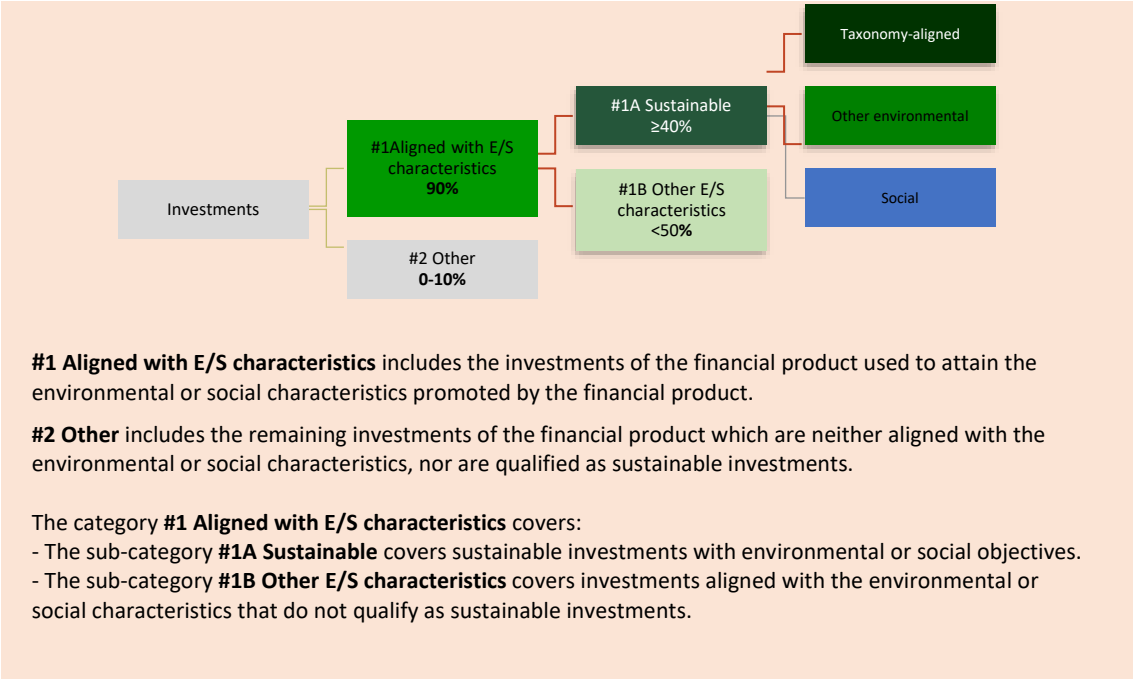 Taxonomy-aligned
#1A Sustainable
≥40%
Other environmental
#1Aligned with E/S
characteristics
90%
#1B Other E/S
characteristics
<50%
Social
Investments
#2 Other
0-10%
#1 Aligned with E/S characteristics includes the investments of the financial product used to attain the
environmental or social characteristics promoted by the financial product.
#2 Other includes the remaining investments of the financial product which are neither aligned with the
environmental or social characteristics, nor are qualified as sustainable investments.
The category #1 Aligned with E/S characteristics covers:
- The sub-category #1A Sustainable covers sustainable investments with environmental or social objectives.
- The sub-category #1B Other E/S characteristics covers investments aligned with the environmental or
social characteristics that do not qualify as sustainable investments.